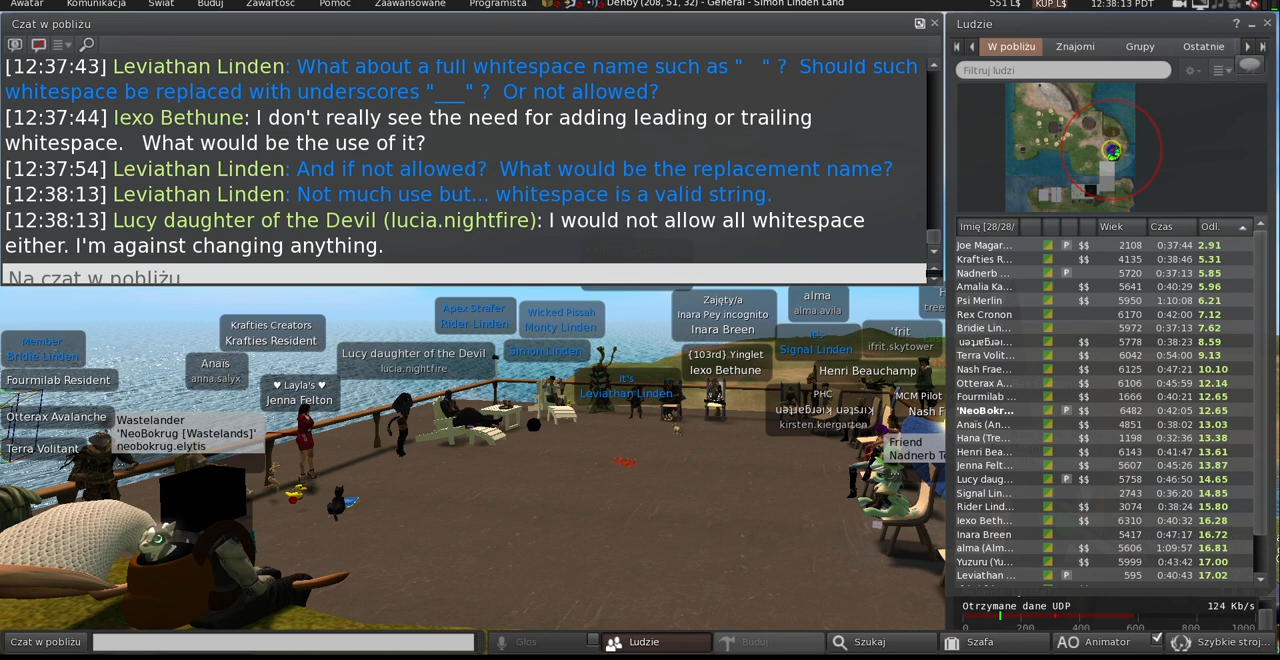 Awatar Komunikacja Świat Buduj Zawartość Pomoc Zaawansowane Programista Denby (208, 51, 32) - General - Simon Linden Land 551 L$ KUP L$ 12:38:13 PDT
Czat w pobliżu
[12:37:43] Leviathan Linden: What about a full whitespace name such as "   " ?  Should such
whitespace be replaced with underscores "___" ?  Or not allowed?
[12:37:44] Iexo Bethune: I don't really see the need for adding leading or trailing
whitespace.   What would be the use of it?
[12:37:54] Leviathan Linden: And if not allowed?  What would be the replacement name?
[12:38:13] Leviathan Linden: Not much use but... whitespace is a valid string.
[12:38:13] Lucy daughter of the Devil (lucia.nightfire): I would not allow all whitespace
either. I'm against changing anything.
Na czat w pobliżu
Member
Bridie Linden
Fourmilab Resident
Otterax Avalanche
Terra Volitant
Wastelander
'NeoBokrug [Wastelands]'
neobokrug.elytis
Krafties Creators
Krafties Resident
Anaïs
anna.salyx
♥ Layla's ♥
Jenna Felton
Lucy daughter of the Devil
lucia.nightfire
Apex Strafer
Rider Linden
Wicked Pissah
Monty Linden
Simon Linden
it's
Leviathan Linden
Zajęty/a
Inara Pey incognito
Inara Breen
{103rd} Yinglet
Iexo Bethune
alma
alma.avila
it's
Signal Linden
'frit
ifrit.skytower
Henri Beauchamp
PHC
kirsten.kiergarten
MCM Pilot
Nash F
Friend
Nadnerb T
Ludzie
W pobliżu Znajomi Grupy Ostatnie
Filtruj ludzi
Imię [28/28/ Wiek Czas Odl.
Joe Magar... P $$ 2108 0:37:44 2.91
Krafties R... $$ 4135 0:38:46 5.31
Nadnerb ... P 5720 0:37:13 5.85
Amalia Ka... $$ 5641 0:40:29 5.96
Psi Merlin $$ 5950 1:10:08 6.21
Rex Cronon 6170 0:42:00 7.12
Bridie Lin... 5972 0:37:13 7.62
$$ 5778 0:38:23 8.59
Terra Volit... $$ 6042 0:54:00 9.13
Nash Frae... $$ 6125 0:47:21 10.10
Otterax A... $$ 6106 0:45:59 12.14
Fourmilab ... $$ 1666 0:40:21 12.65
'NeoBokr... P $$ 6482 0:42:05 12.65
Anaïs (An... $$ 4851 0:38:02 13.03
Hana (Tre... $$ 1198 0:32:36 13.38
Henri Bea... $$ 6143 0:41:47 13.61
Jenna Felt... $$ 5607 0:45:26 13.87
Lucy daug... P $$ 5758 0:46:50 14.65
Signal Lin... 2743 0:36:20 14.85
Rider Lind... $$ 3074 0:38:24 15.80
Iexo Beth... $$ 6310 0:40:32 16.28
Inara Breen 5417 0:47:17 16.72
alma (Alm... $$ 5606 1:09:57 16.81
Yuzuru (Yu... $$ 5999 0:43:42 17.00
Leviathan ... P 595 0:40:43 17.02
Otrzymane dane UDP 124 Kb/s
0 200 400 600 800 1000
Czat w pobliżu Głos Ludzie Buduj Szukaj Szafa AO Animator Szybkie stroj...